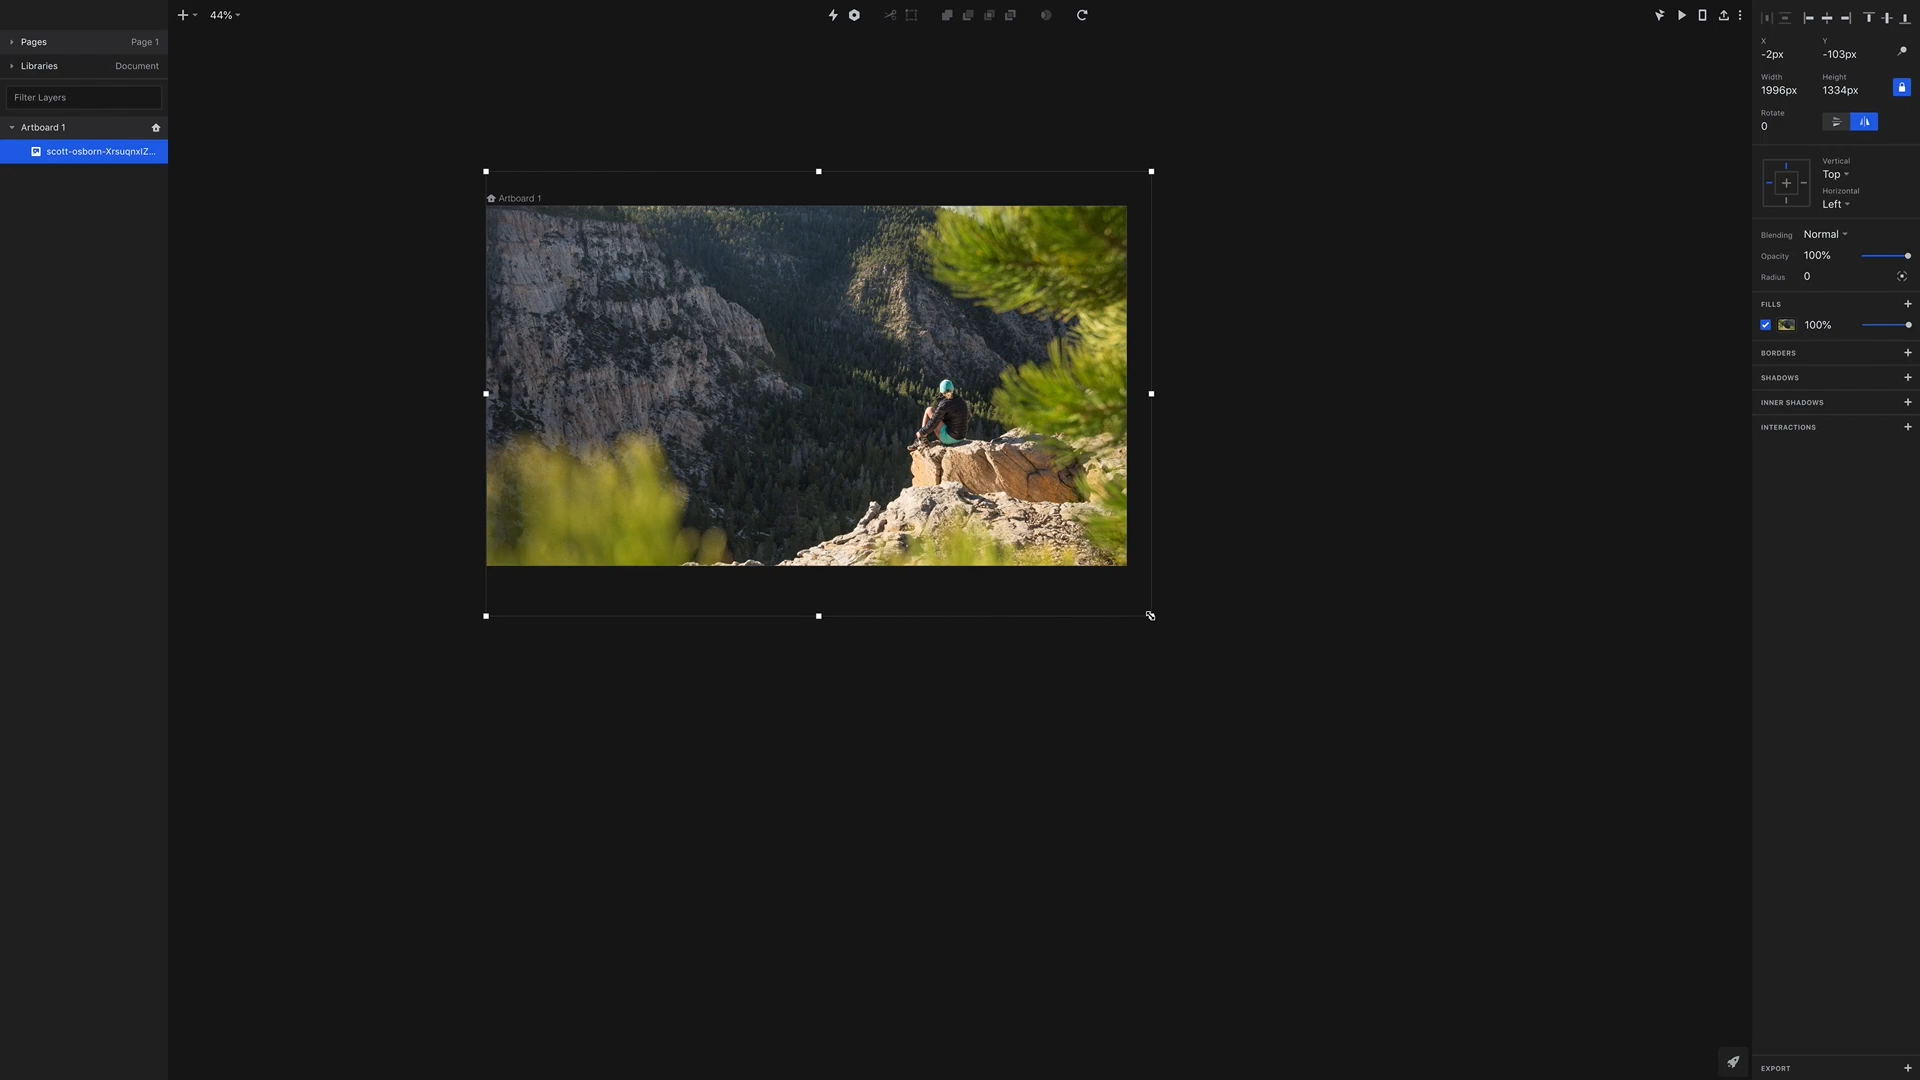 44%
Pages
Page 1
Libraries
Document
Filter Layers
Artboard 1
scott-osborn-XrsuqnxIZ...
Artboard 1
X
Y
-2px
-103px
Width
Height
1996px
1334px
Rotate
0
Vertical
Top
Horizontal
Left
Blending
Normal
Opacity
100%
Radius
0
FILLS
100%
BORDERS
SHADOWS
INNER SHADOWS
INTERACTIONS
EXPORT